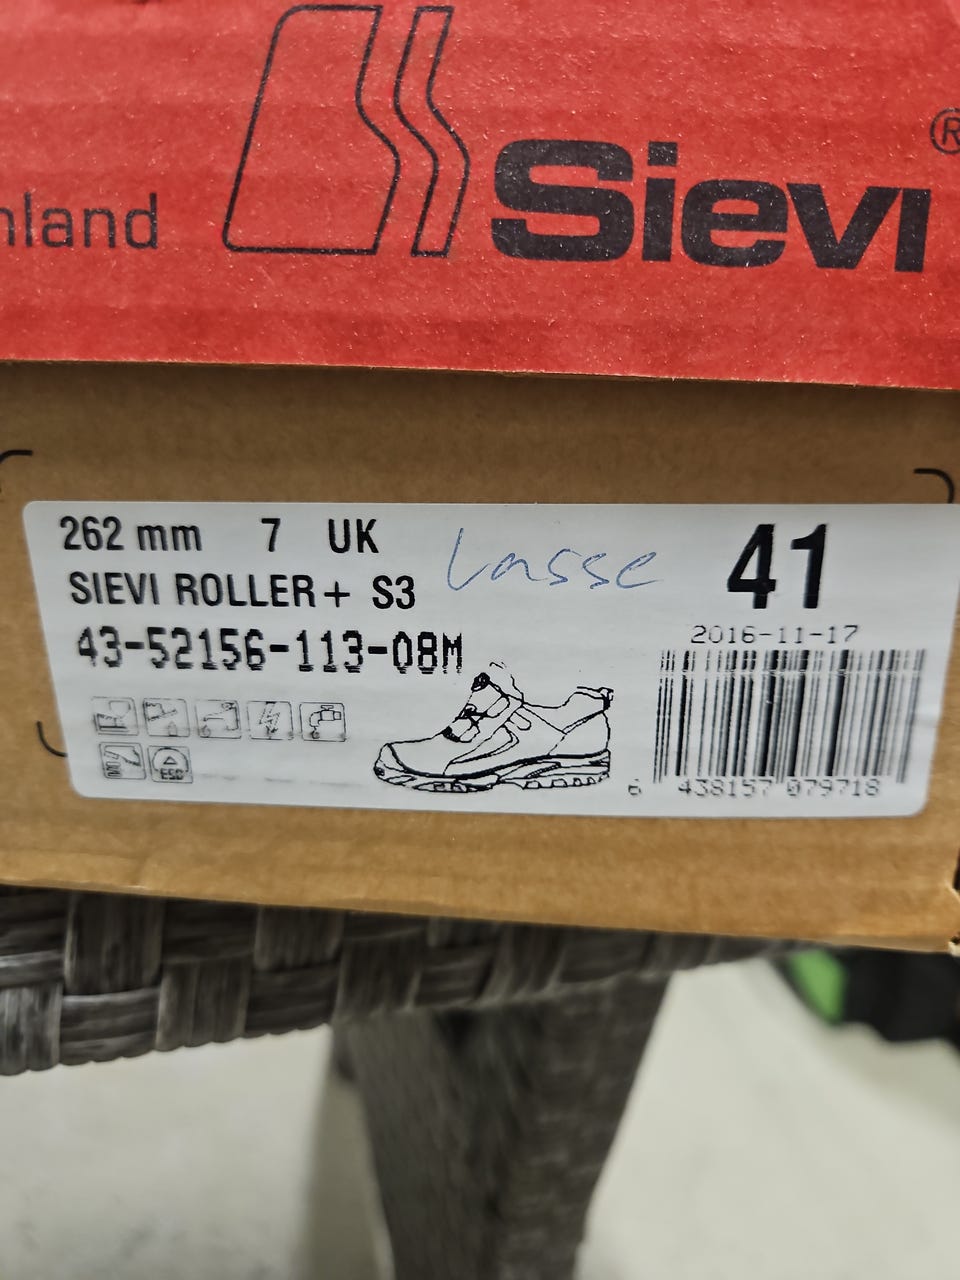 nland
Sievi®
262 mm 7 UK
Lasse
41
SIEVI ROLLER+ S3
2016-11-17
43-52156-113-08M
ESD
6 438157 079718